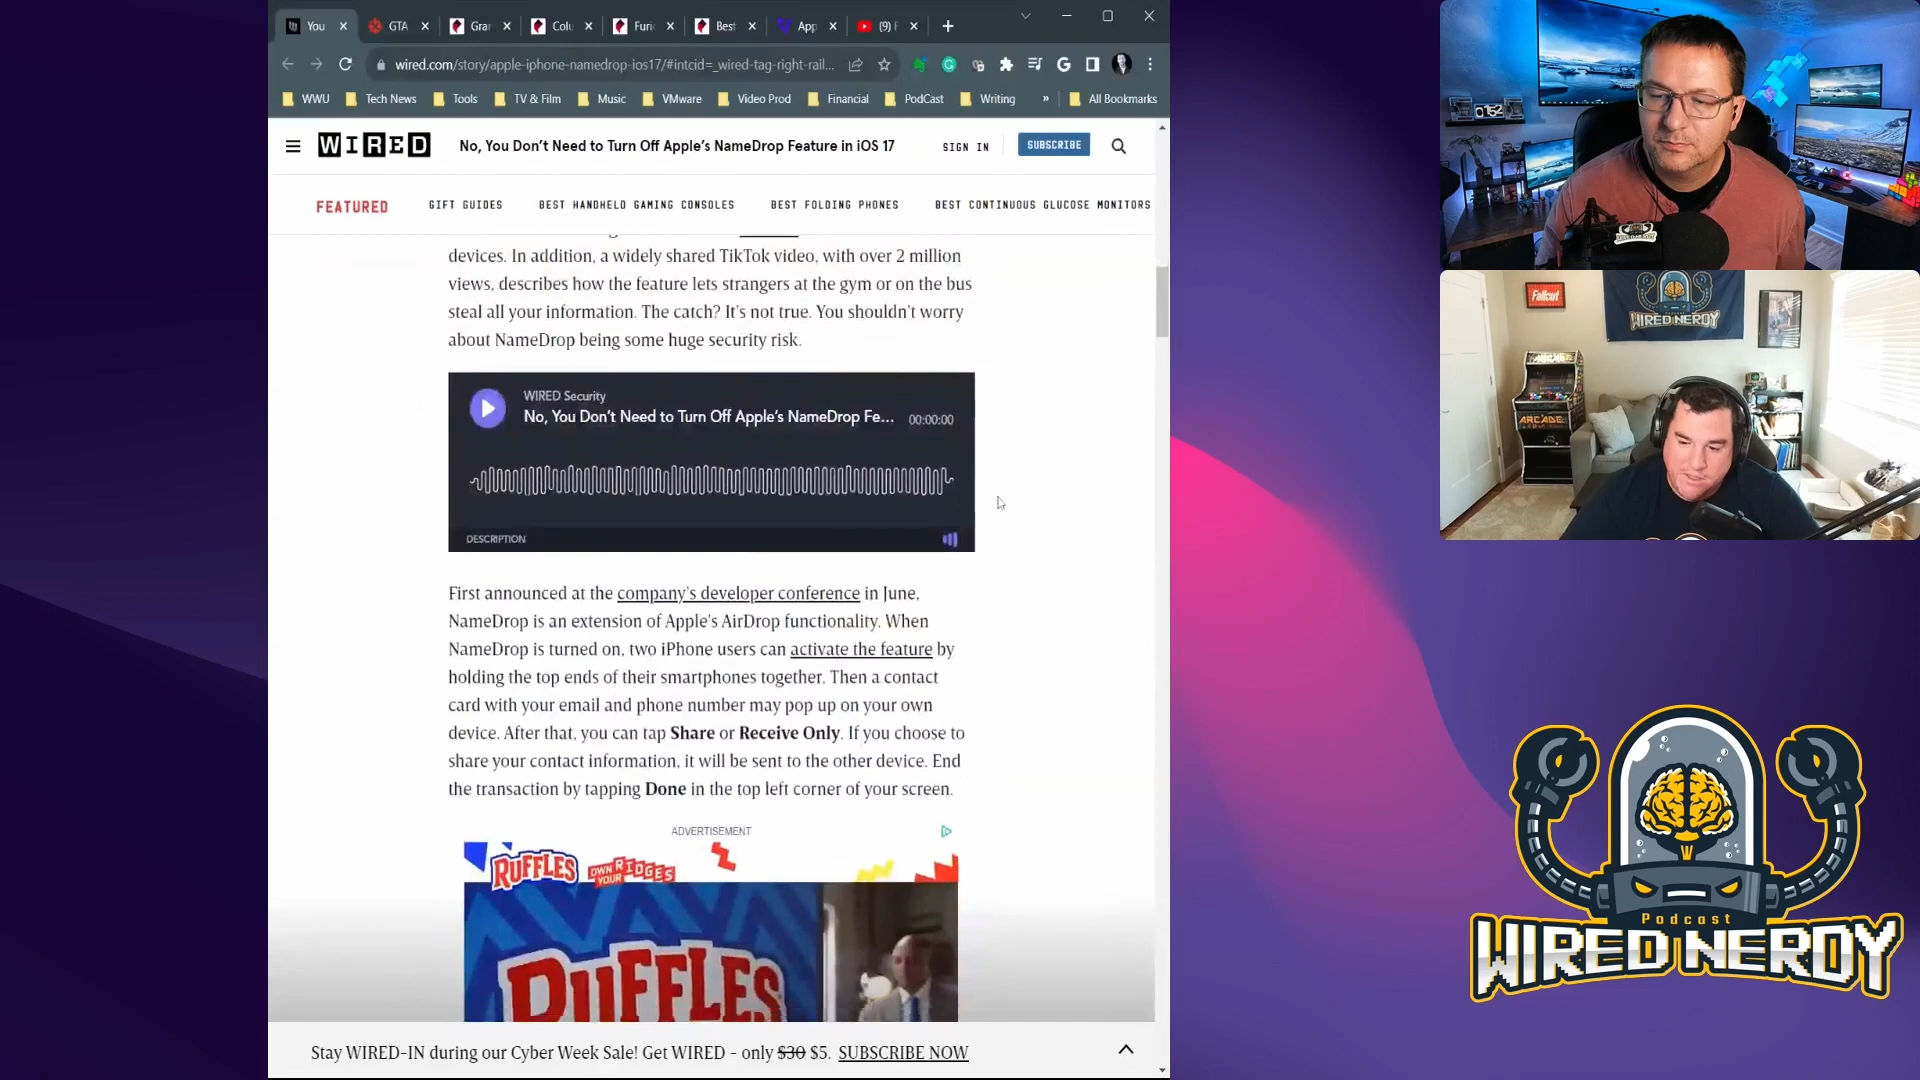 You
GTA
Grar
Colu
Furi
Best
App
(9) F
wired.com/story/apple-iphone-namedrop-ios17/#intcid=_wired-tag-right-rail...
WWU
Tech News
Tools
TV & Film
Music
VMware
Video Prod
Financial
PodCast
Writing
»
All Bookmarks
WIRED
No, You Don't Need to Turn Off Apple's NameDrop Feature in iOS 17
SIGN IN
SUBSCRIBE
FEATURED
GIFT GUIDES
BEST HANDHELD GAMING CONSOLES
BEST FOLDING PHONES
BEST CONTINUOUS GLUCOSE MONITORS
devices. In addition, a widely shared TikTok video, with over 2 million
views, describes how the feature lets strangers at the gym or on the bus
steal all your information. The catch? It's not true. You shouldn't worry
about NameDrop being some huge security risk.
WIRED Security
No, You Don't Need to Turn Off Apple's NameDrop Fe...
00:00:00
DESCRIPTION
First announced at the company's developer conference in June,
NameDrop is an extension of Apple's AirDrop functionality. When
NameDrop is turned on, two iPhone users can activate the feature by
holding the top ends of their smartphones together. Then a contact
card with your email and phone number may pop up on your own
device. After that, you can tap Share or Receive Only. If you choose to
share your contact information, it will be sent to the other device. End
the transaction by tapping Done in the top left corner of your screen.
ADVERTISEMENT
RUFFLES
OWN YOUR RIDGES
RUFFLES
Stay WIRED-IN during our Cyber Week Sale! Get WIRED - only $30 $5. SUBSCRIBE NOW
Fallout
WIRED NERDY
ARCADE
Podcast
WIRED NERDY